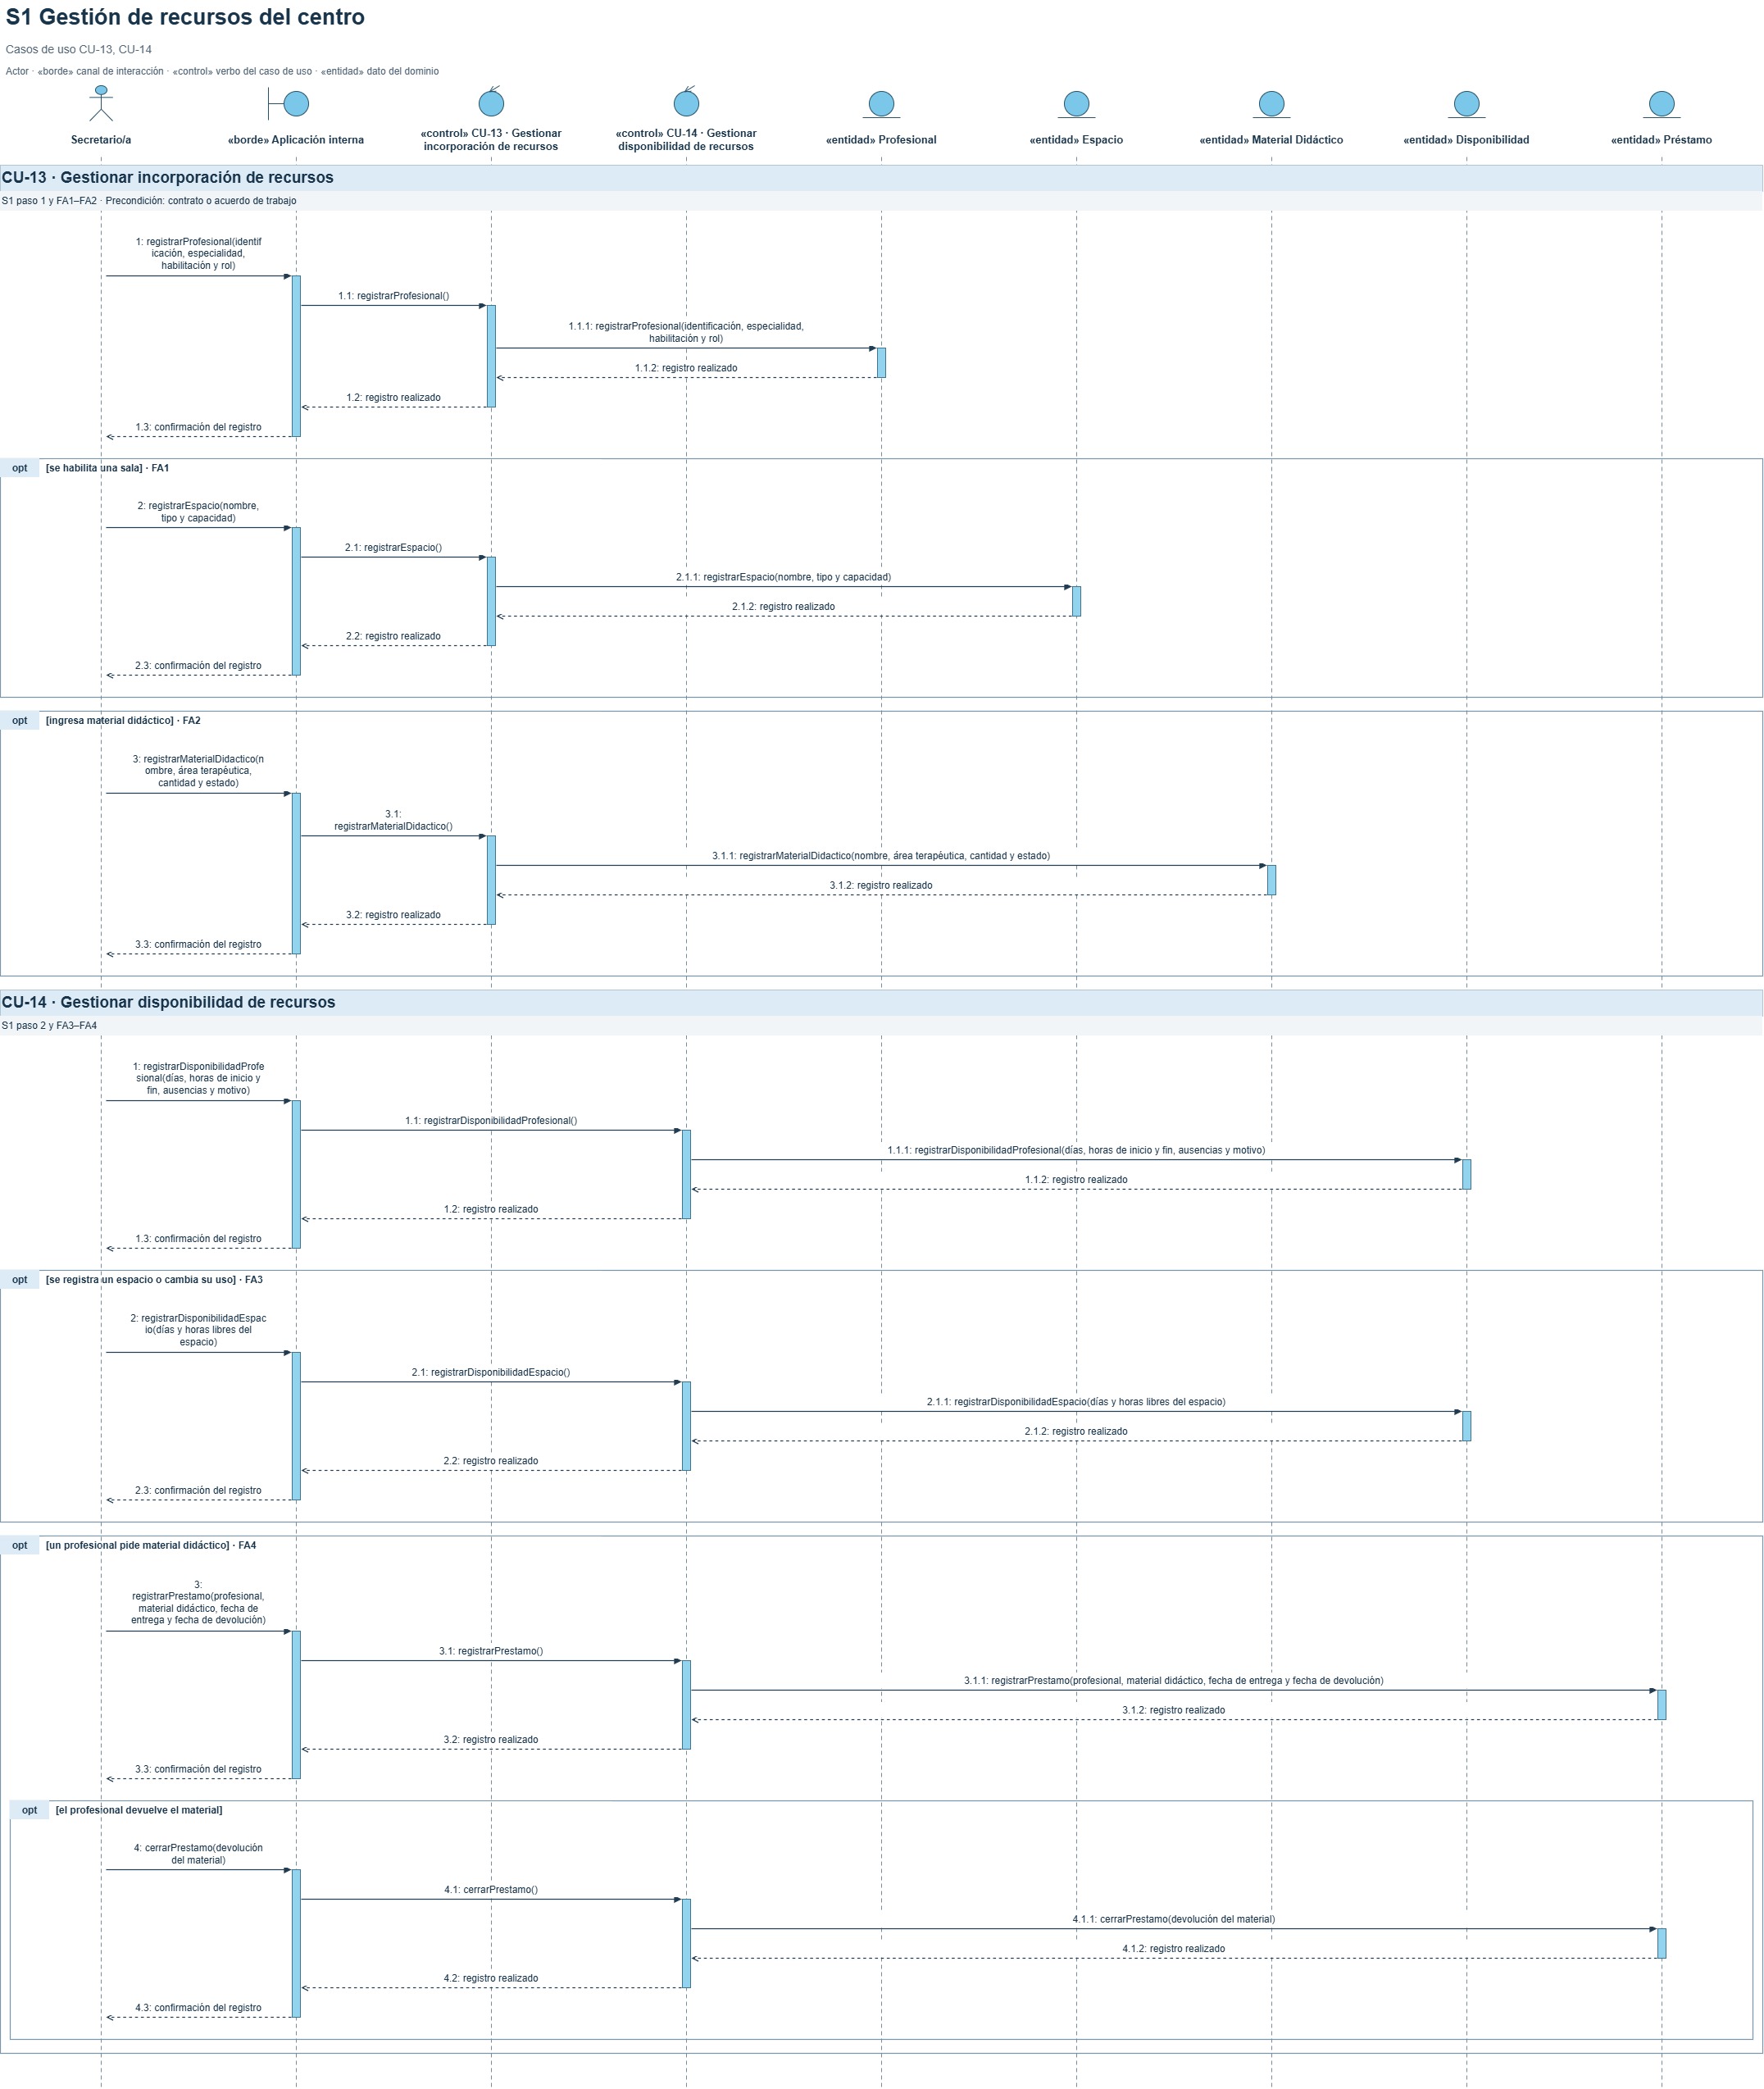 S1 Gestión de recursos del centro
Casos de uso CU-13, CU-14
Actor · «borde» canal de interacción · «control» verbo del caso de uso · «entidad» dato del dominio
Secretario/a
«borde» Aplicación interna
«control» CU-13 · Gestionar
incorporación de recursos
«control» CU-14 · Gestionar
disponibilidad de recursos
«entidad» Profesional
«entidad» Espacio
«entidad» Material Didáctico
«entidad» Disponibilidad
«entidad» Préstamo
CU-13 · Gestionar incorporación de recursos
S1 paso 1 y FA1–FA2 · Precondición: contrato o acuerdo de trabajo
1: registrarProfesional(identif
icación, especialidad,
habilitación y rol)
1.1: registrarProfesional()
1.1.1: registrarProfesional(identificación, especialidad,
habilitación y rol)
1.1.2: registro realizado
1.2: registro realizado
1.3: confirmación del registro
opt [se habilita una sala] · FA1
2: registrarEspacio(nombre,
tipo y capacidad)
2.1: registrarEspacio()
2.1.1: registrarEspacio(nombre, tipo y capacidad)
2.1.2: registro realizado
2.2: registro realizado
2.3: confirmación del registro
opt [ingresa material didáctico] · FA2
3: registrarMaterialDidactico(n
ombre, área terapéutica,
cantidad y estado)
3.1:
registrarMaterialDidactico()
3.1.1: registrarMaterialDidactico(nombre, área terapéutica, cantidad y estado)
3.1.2: registro realizado
3.2: registro realizado
3.3: confirmación del registro
CU-14 · Gestionar disponibilidad de recursos
S1 paso 2 y FA3–FA4
1: registrarDisponibilidadProfe
sional(días, horas de inicio y
fin, ausencias y motivo)
1.1: registrarDisponibilidadProfesional()
1.1.1: registrarDisponibilidadProfesional(días, horas de inicio y fin, ausencias y motivo)
1.1.2: registro realizado
1.2: registro realizado
1.3: confirmación del registro
opt [se registra un espacio o cambia su uso] · FA3
2: registrarDisponibilidadEspac
io(días y horas libres del
espacio)
2.1: registrarDisponibilidadEspacio()
2.1.1: registrarDisponibilidadEspacio(días y horas libres del espacio)
2.1.2: registro realizado
2.2: registro realizado
2.3: confirmación del registro
opt [un profesional pide material didáctico] · FA4
3:
registrarPrestamo(profesional,
material didáctico, fecha de
entrega y fecha de devolución)
3.1: registrarPrestamo()
3.1.1: registrarPrestamo(profesional, material didáctico, fecha de entrega y fecha de devolución)
3.1.2: registro realizado
3.2: registro realizado
3.3: confirmación del registro
opt [el profesional devuelve el material]
4: cerrarPrestamo(devolución
del material)
4.1: cerrarPrestamo()
4.1.1: cerrarPrestamo(devolución del material)
4.1.2: registro realizado
4.2: registro realizado
4.3: confirmación del registro